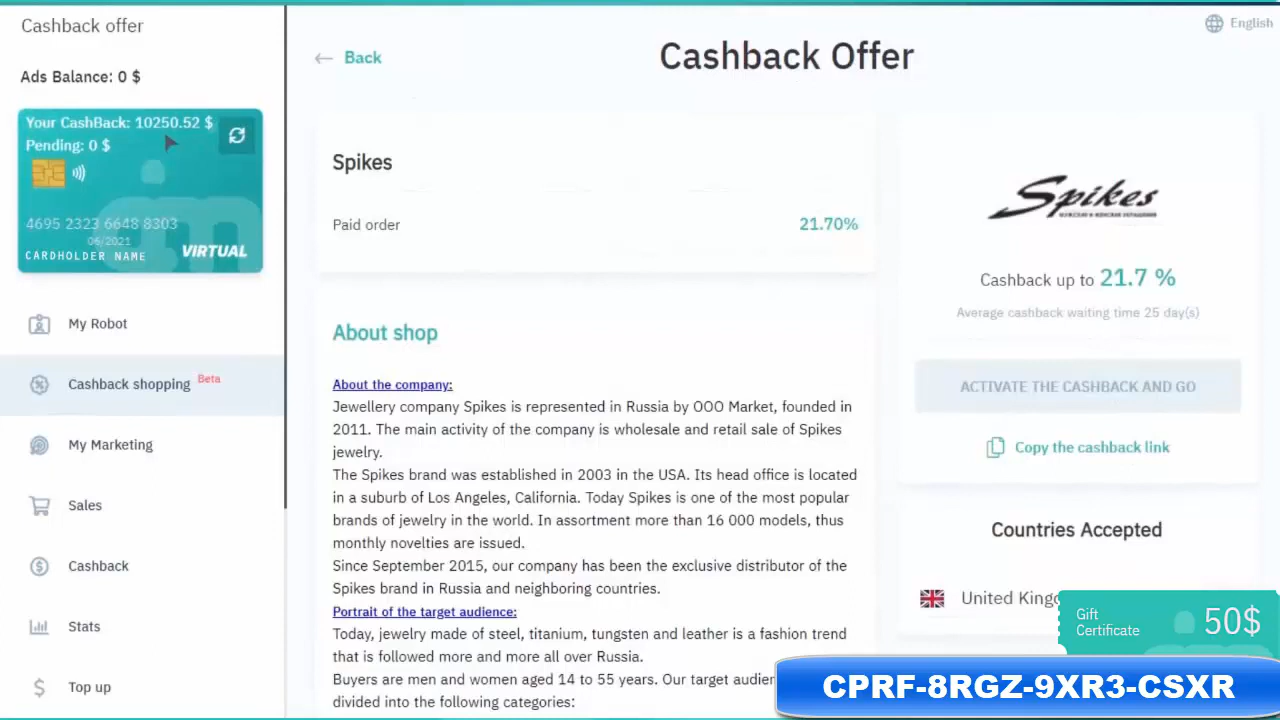 Cashback offer
Ads Balance: 0 $
Your CashBack: 10250.52 $
Pending: 0 $
4695 2323 6648 8303
06/2021
CARDHOLDER NAME
VIRTUAL
My Robot
Cashback shopping Beta
My Marketing
Sales
Cashback
Stats
Top up
English
Back
Cashback Offer
Spikes
Paid order 21.70%
About shop
About the company:
Jewellery company Spikes is represented in Russia by OOO Market, founded in
2011. The main activity of the company is wholesale and retail sale of Spikes
jewelry.
The Spikes brand was established in 2003 in the USA. Its head office is located
in a suburb of Los Angeles, California. Today Spikes is one of the most popular
brands of jewelry in the world. In assortment more than 16 000 models, thus
monthly novelties are issued.
Since September 2015, our company has been the exclusive distributor of the
Spikes brand in Russia and neighboring countries.
Portrait of the target audience:
Today, jewelry made of steel, titanium, tungsten and leather is a fashion trend
that is followed more and more all over Russia.
Buyers are men and women aged 14 to 55 years. Our target
divided into the following categories:
Spikes
Cashback up to 21.7 %
Average cashback waiting time 25 day(s)
ACTIVATE THE CASHBACK AND GO
Copy the cashback link
Countries Accepted
United
Gift
Certificate
50$
CPRF-8RGZ-9XR3-CSXR